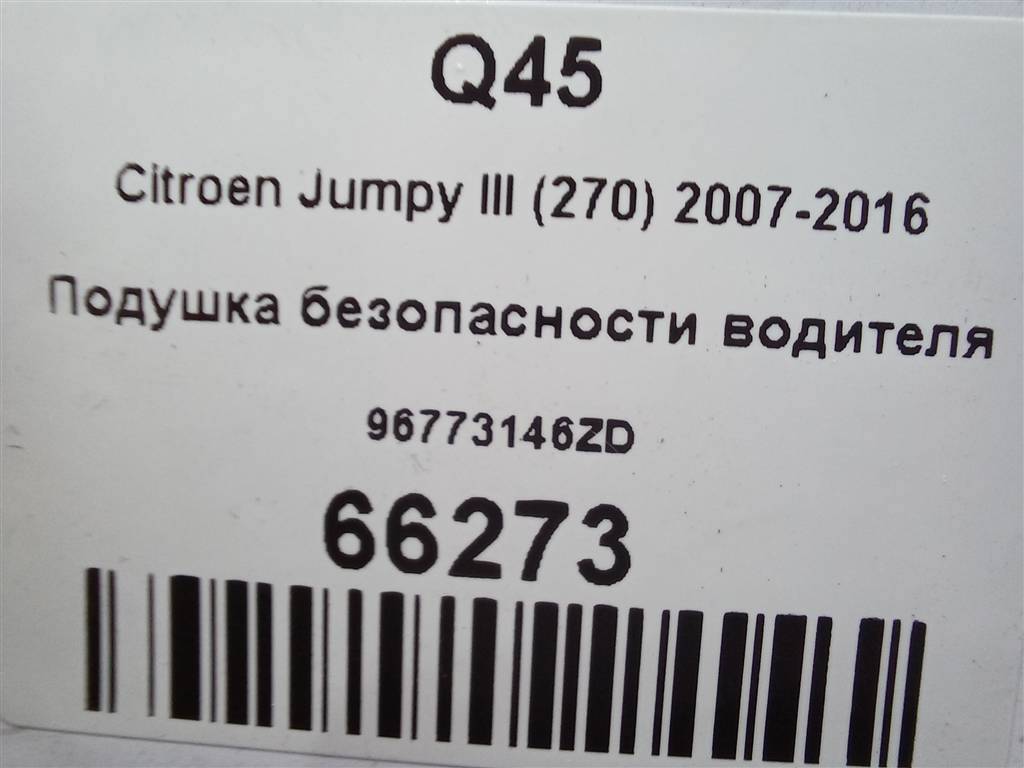 Q45
Citroen Jumpy III (270) 2007-2016
Подушка безопасности водителя
96773146ZD
66273